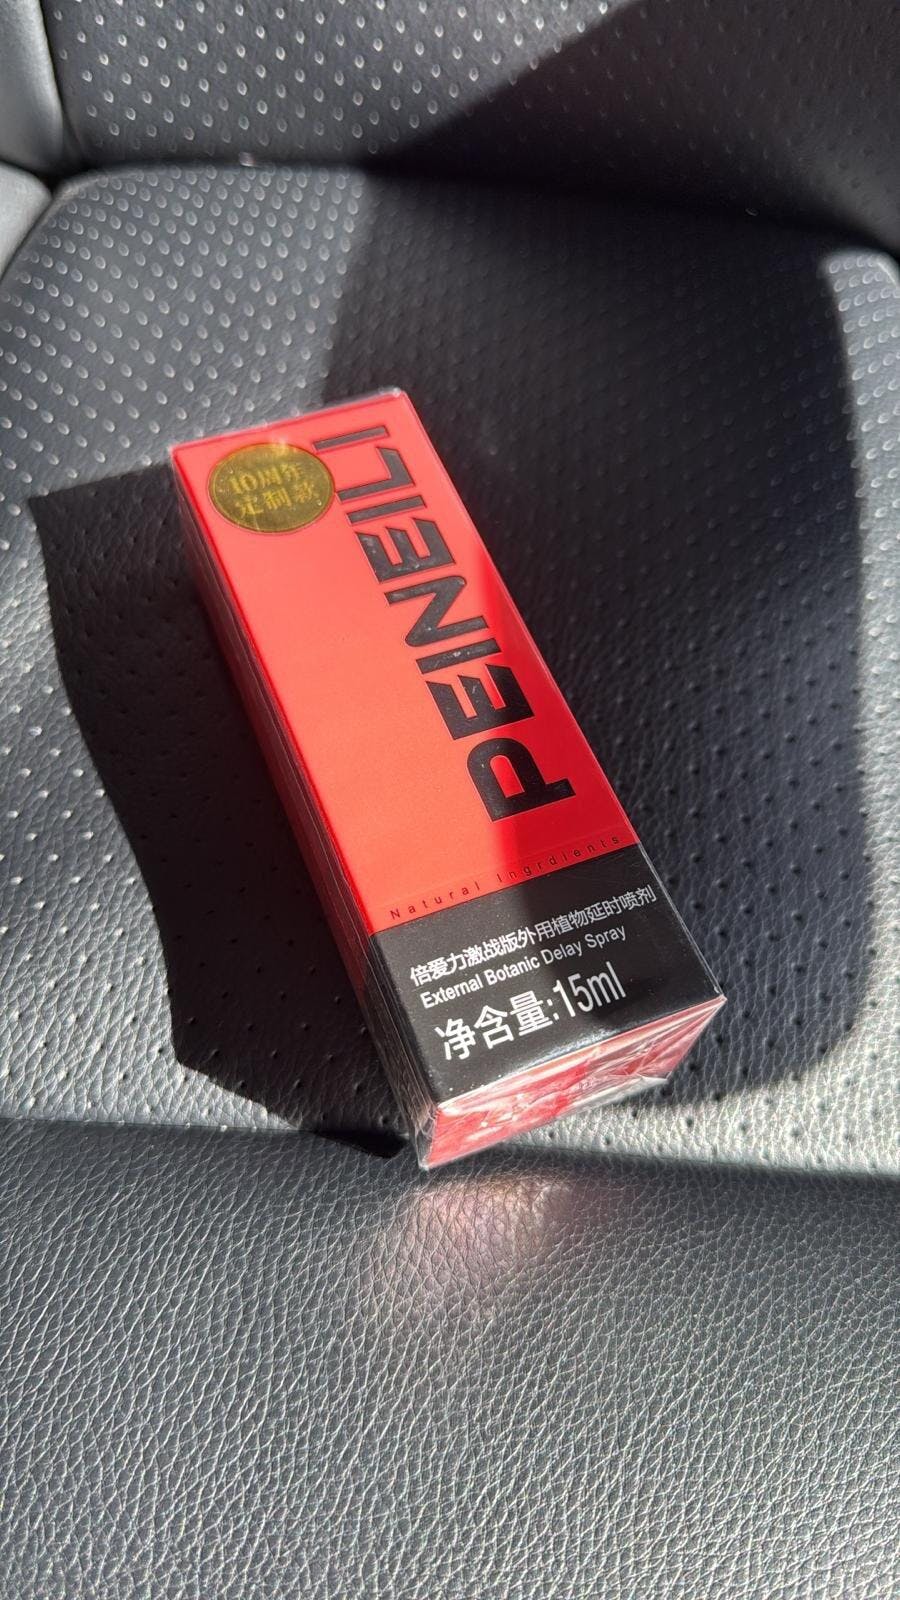 10周年
定制款
PEINEILI
Natural Ingrdients
倍爱力激战版外用植物延时喷剂
External Botanic Delay Spray
净含量:15ml